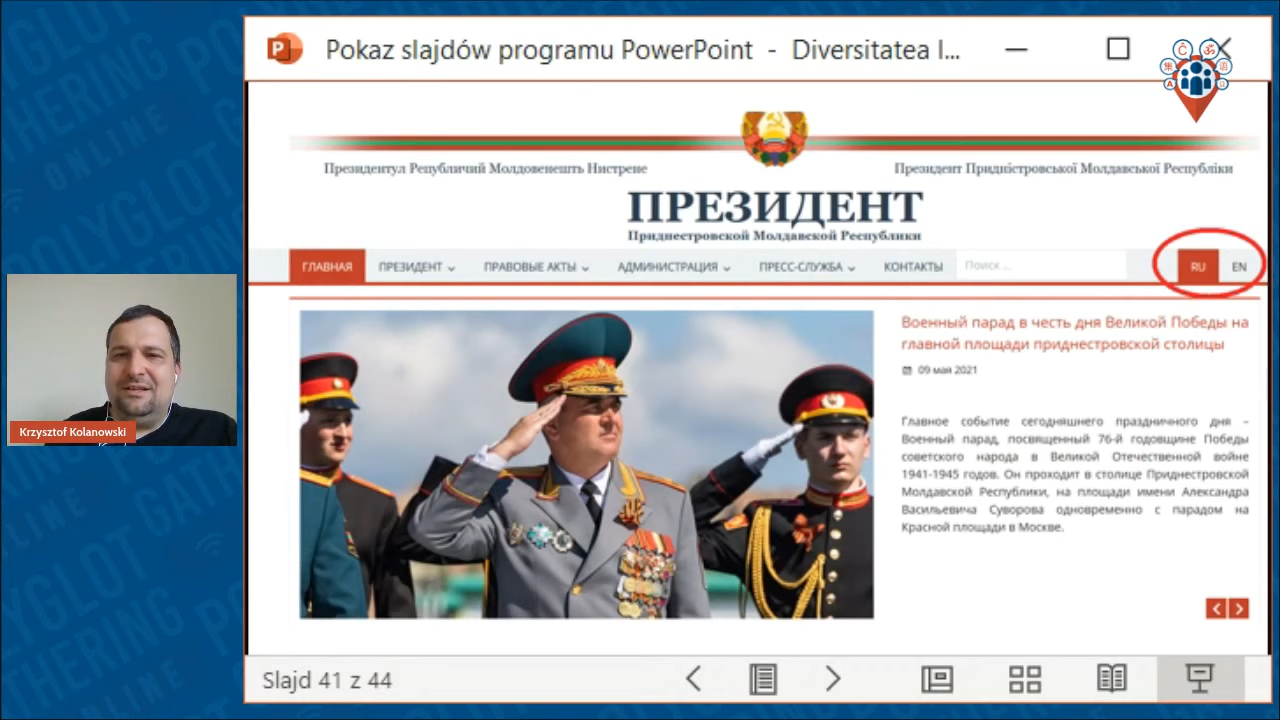 Pokaz slajdów programu PowerPoint - Diversitatea l...
Президентул Републичий Молдовенешть Нистрене
Президент Придністровської Молдавської Республіки
ПРЕЗИДЕНТ
Приднестровской Молдавской Республики
ГЛАВНАЯ ПРЕЗИДЕНТ ПРАВОВЫЕ АКТЫ АДМИНИСТРАЦИЯ ПРЕСС-СЛУЖБА КОНТАКТЫ Поиск ... RU EN
Военный парад в честь дня Великой Победы на
главной площади приднестровской столицы
09 мая 2021
Главное событие сегодняшнего праздничного дня –
Военный парад, посвященный 76-й годовщине Победы
советского народа в Великой Отечественной войне
1941-1945 годов. Он проходит в столице Приднестровской
Молдавской Республики, на площади имени Александра
Васильевича Суворова одновременно с парадом на
Красной площади в Москве.
Krzysztof Kolanowski
Slajd 41 z 44